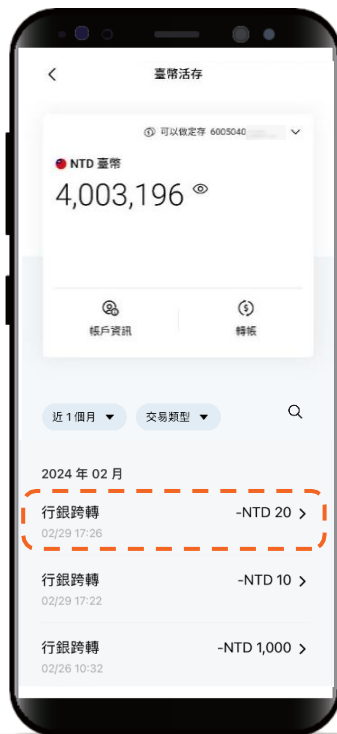 臺幣活存
可以做定存 6005040
NTD 臺幣
4,003,196
帳戶資訊 轉帳
近1個月 ▼ 交易類型 ▼
2024 年 02 月
行銀跨轉 -NTD 20
02/29 17:26
行銀跨轉 -NTD 10
02/29 17:22
行銀跨轉 -NTD 1,000
02/26 10:32